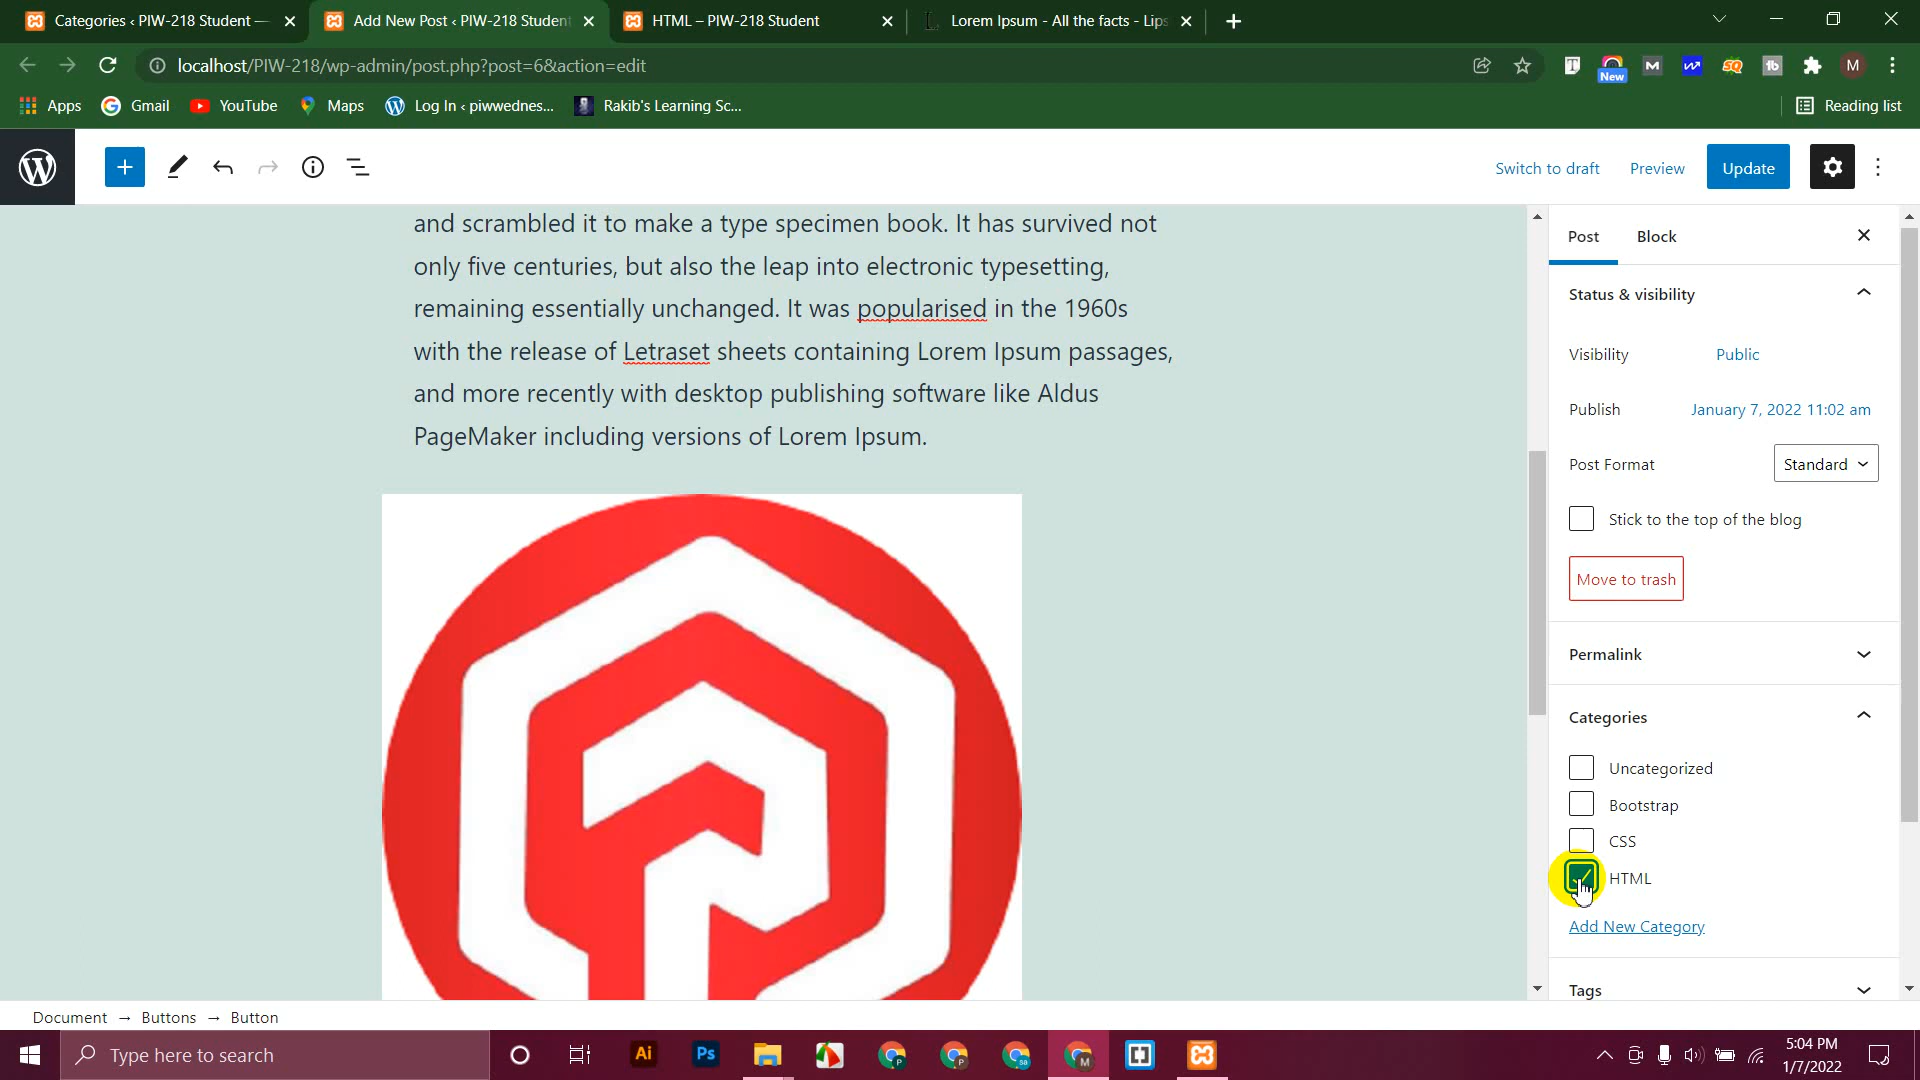 Categories ‹ PIW-218 Student —
Add New Post ‹ PIW-218 Student
HTML – PIW-218 Student
Lorem Ipsum - All the facts - Lips
localhost/PIW-218/wp-admin/post.php?post=6&action=edit
New
M
Apps
Gmail
YouTube
Maps
Log In ‹ piwwednes...
Rakib's Learning Sc...
Reading list
Switch to draft
Preview
Update
and scrambled it to make a type specimen book. It has survived not
only five centuries, but also the leap into electronic typesetting,
remaining essentially unchanged. It was popularised in the 1960s
with the release of Letraset sheets containing Lorem Ipsum passages,
and more recently with desktop publishing software like Aldus
PageMaker including versions of Lorem Ipsum.
Post
Block
Status & visibility
Visibility
Public
Publish
January 7, 2022 11:02 am
Post Format
Standard
Stick to the top of the blog
Move to trash
Permalink
Categories
Uncategorized
Bootstrap
CSS
HTML
Add New Category
Tags
Document → Buttons → Button
Type here to search
Ai
Ps
5:04 PM
1/7/2022